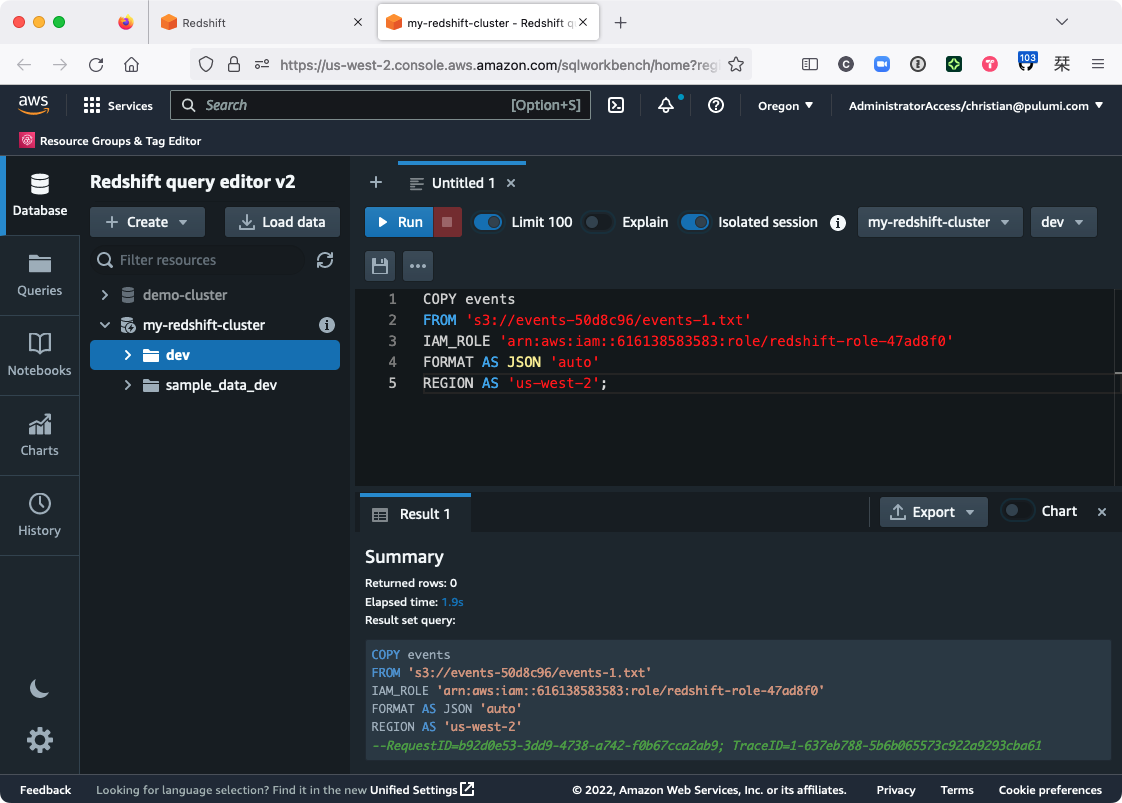 Redshift
my-redshift-cluster - Redshift q
https://us-west-2.console.aws.amazon.com/sqlworkbench/home?reg
103
aws
Services
Search
[Option+S]
Oregon
AdministratorAccess/christian@pulumi.com
Resource Groups & Tag Editor
Database
Queries
Notebooks
Charts
History
Redshift query editor v2
Create
Load data
Filter resources
demo-cluster
my-redshift-cluster
dev
sample_data_dev
Untitled 1
Run
Limit 100
Explain
Isolated session
my-redshift-cluster
dev
1 COPY events
2 FROM 's3://events-50d8c96/events-1.txt'
3 IAM_ROLE 'arn:aws:iam::616138583583:role/redshift-role-47ad8f0'
4 FORMAT AS JSON 'auto'
5 REGION AS 'us-west-2';
Result 1
Export
Chart
Summary
Returned rows: 0
Elapsed time: 1.9s
Result set query:
COPY events
FROM 's3://events-50d8c96/events-1.txt'
IAM_ROLE 'arn:aws:iam::616138583583:role/redshift-role-47ad8f0'
FORMAT AS JSON 'auto'
REGION AS 'us-west-2'
--RequestID=b92d0e53-3dd9-4738-a742-f0b67cca2ab9; TraceID=1-637eb788-5b6b065573c922a9293cba61
Feedback
Looking for language selection? Find it in the new Unified Settings
© 2022, Amazon Web Services, Inc. or its affiliates.
Privacy
Terms
Cookie preferences